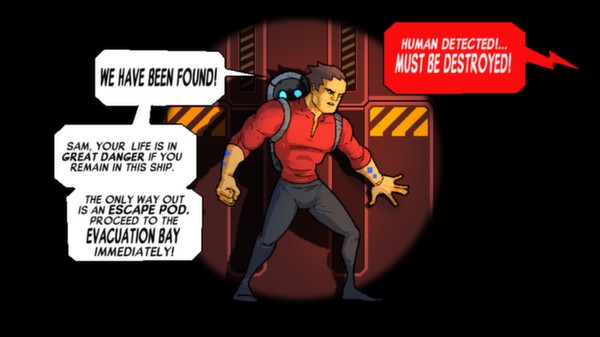 WE HAVE BEEN FOUND!
HUMAN DETECTED!...
MUST BE DESTROYED!
SAM, YOUR LIFE IS IN
GREAT DANGER IF YOU
REMAIN IN THIS SHIP.
THE ONLY WAY OUT
IS AN ESCAPE POD.
PROCEED TO THE
EVACUATION BAY
IMMEDIATELY!